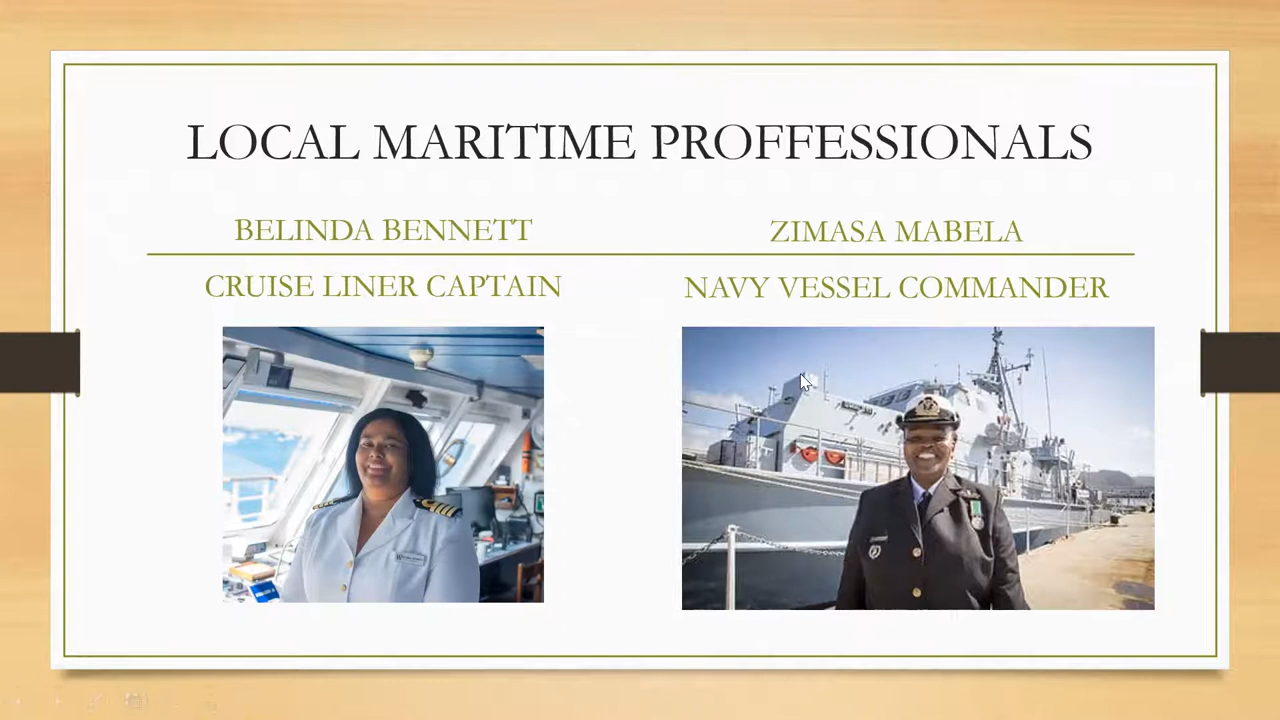 LOCAL MARITIME PROFFESSIONALS
BELINDA BENNETT
CRUISE LINER CAPTAIN
ZIMASA MABELA
NAVY VESSEL COMMANDER